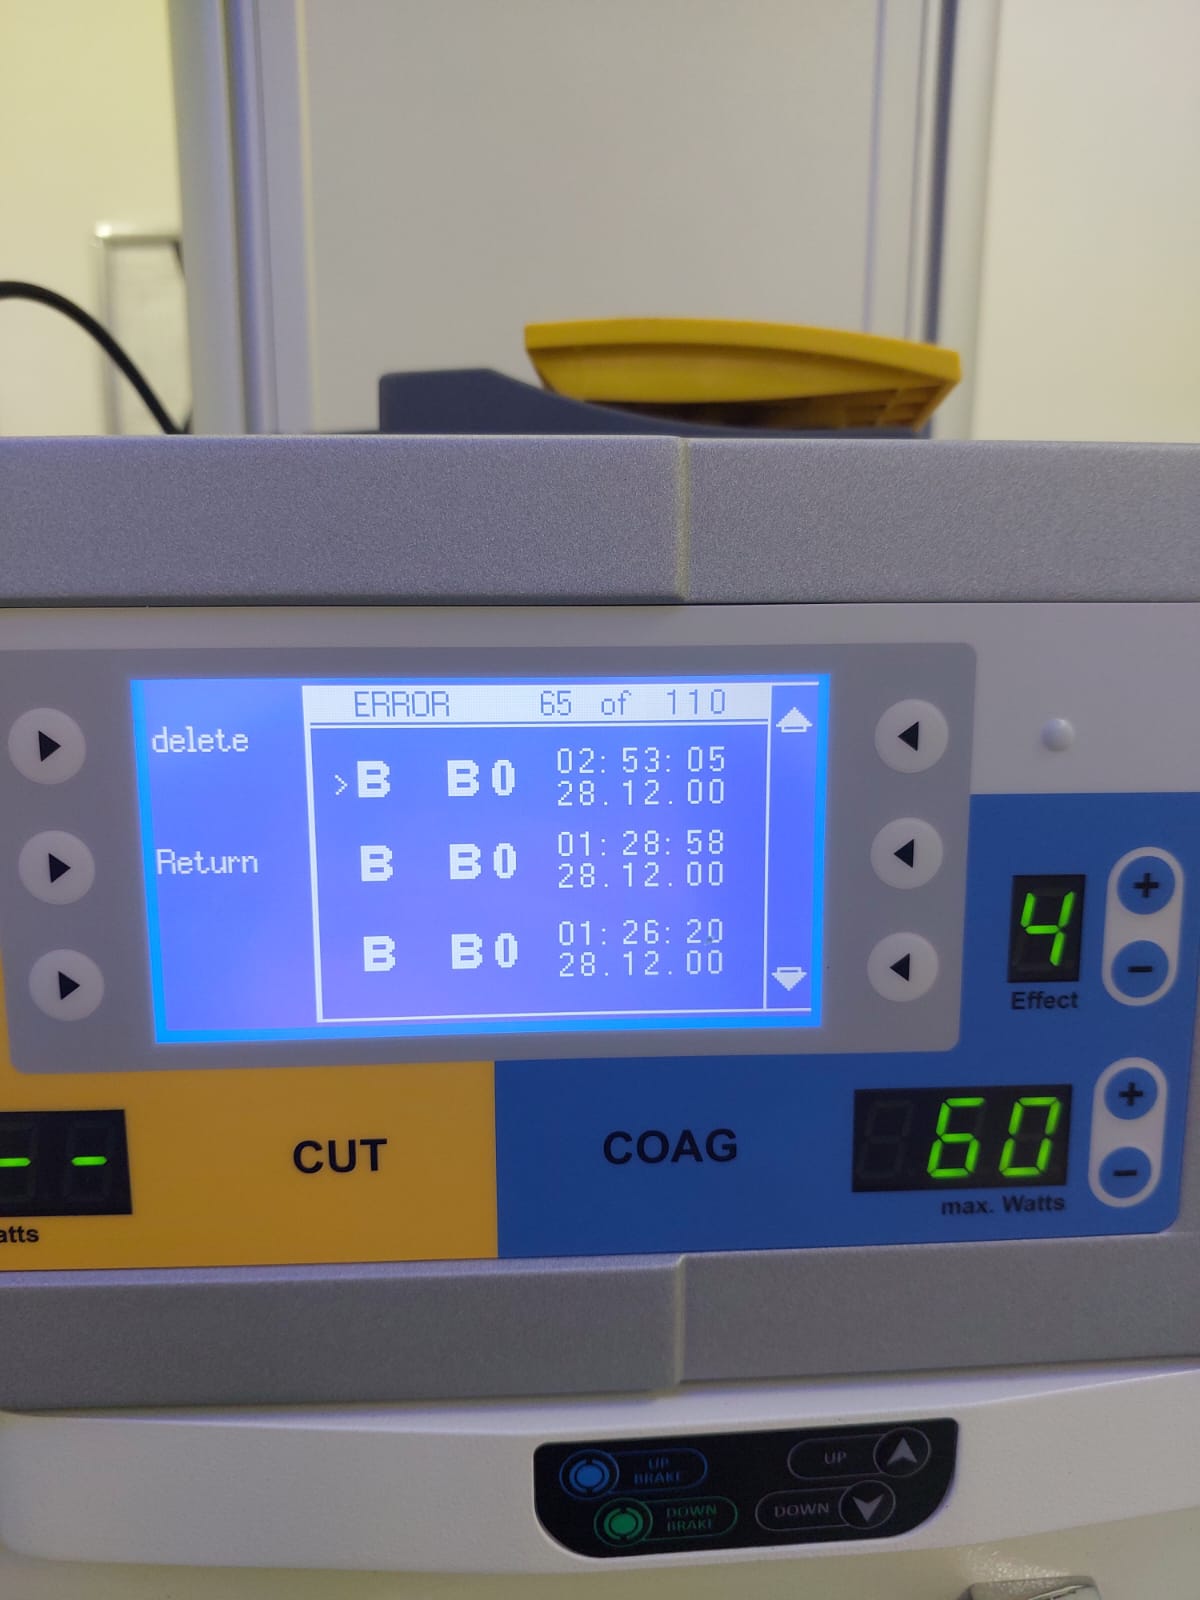 ERROR 65 of 110
delete
>B B0 02:53:05
28.12.00
Return
B B0 01:28:58
28.12.00
B B0 01:26:20
28.12.00
4
+
-
Effect
CUT
COAG
60
+
-
max. Watts
--
atts
UP BRAKE
UP
DOWN BRAKE
DOWN